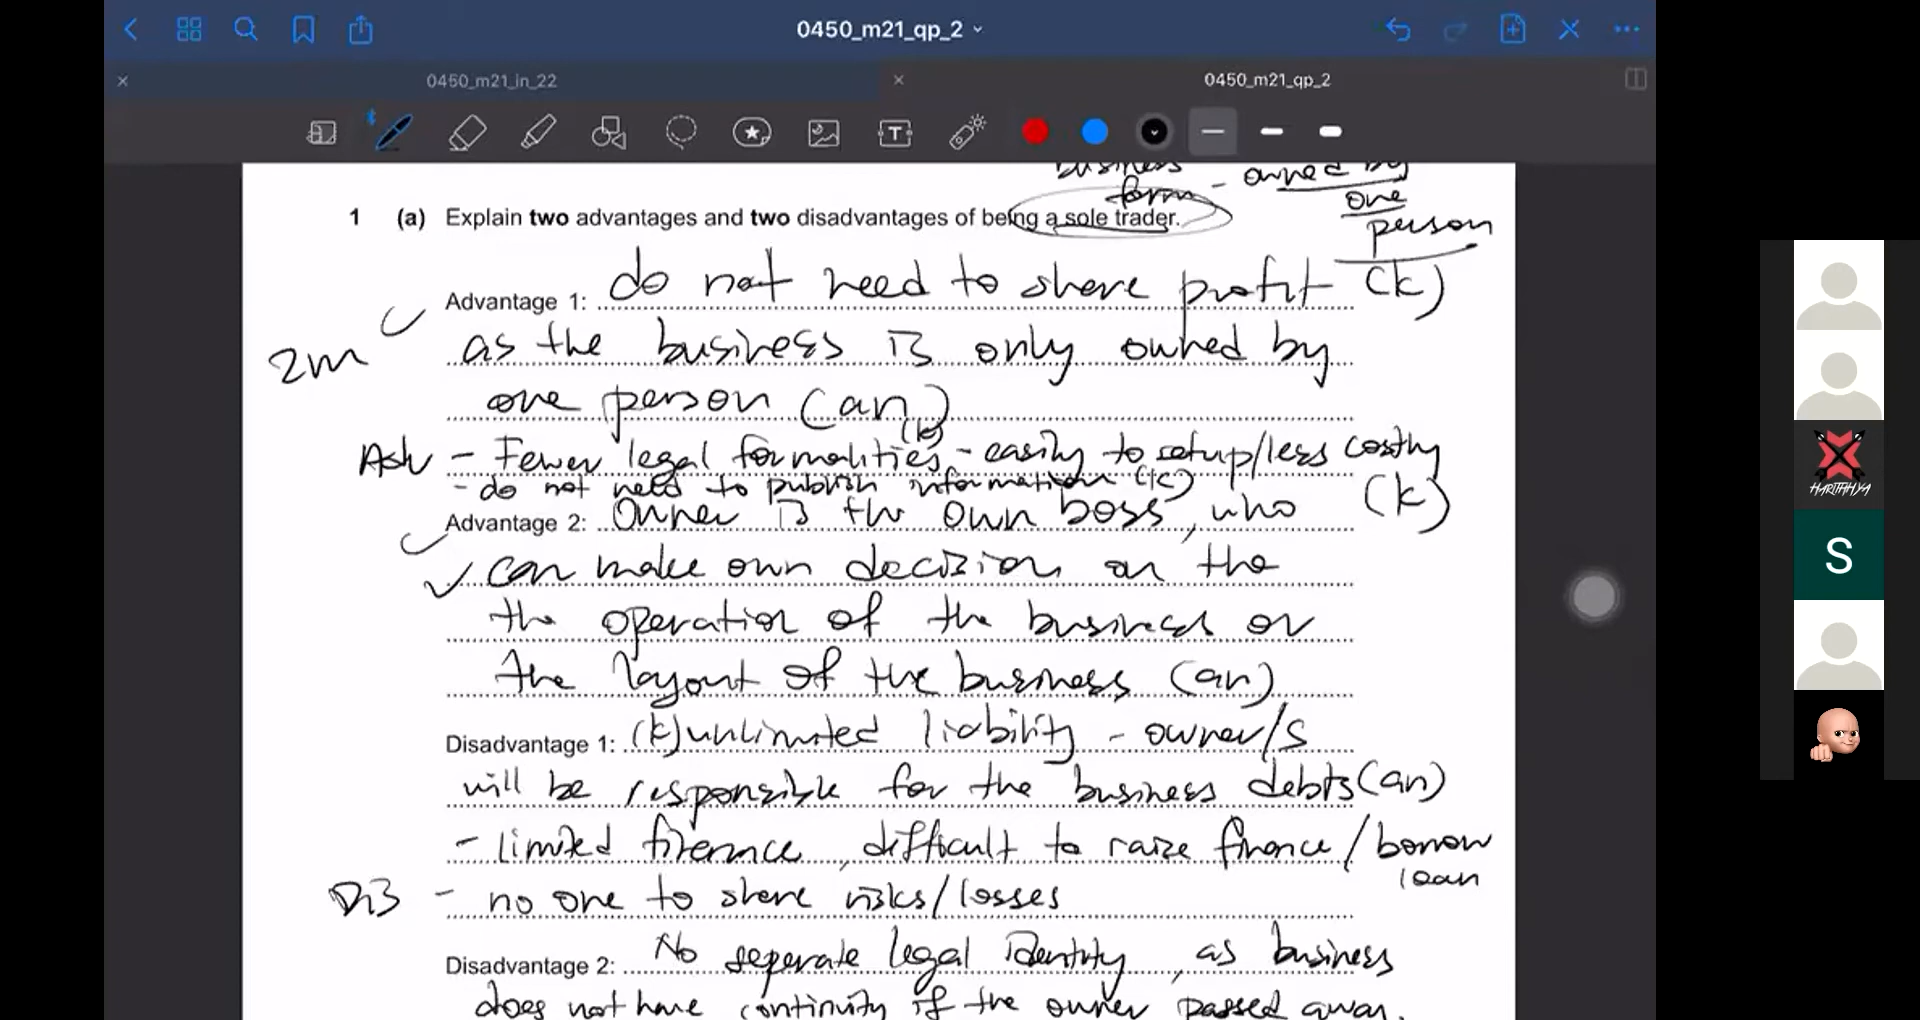 0450_m21_qp_2
0450_m21_in_22
0450_m21_qp_2
business
form - owned by
one
person
1 (a) Explain two advantages and two disadvantages of being a sole trader.
Advantage 1: do not need to share profit (k)
as the business is only owned by
2m
one person (an)
(k)
Adv - Fewer legal formalities - easily to setup/less costly
- do not need to publish information (k)
Advantage 2: Owner is the own boss, who (k)
can make own decision on the
the operation of the business or
the layout of the business (an)
Disadvantage 1: (k) unlimited liability - owner/s
will be responsible for the business debts (an)
- limited finance, difficult to raise finance/borrow
loan
Dis - no one to share risks/losses
Disadvantage 2: No seperate legal identity, as business
does not have continuity if the owner passed away.
HARITHHYA
S